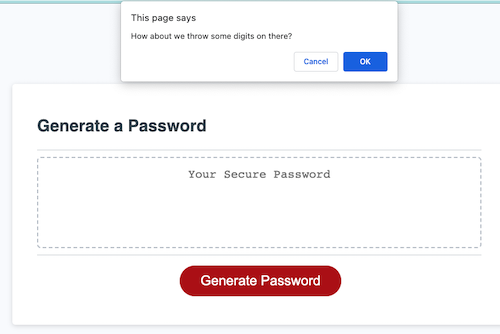 This page says
How about we throw some digits on there?
Cancel
OK
Generate a Password
Your Secure Password
Generate Password